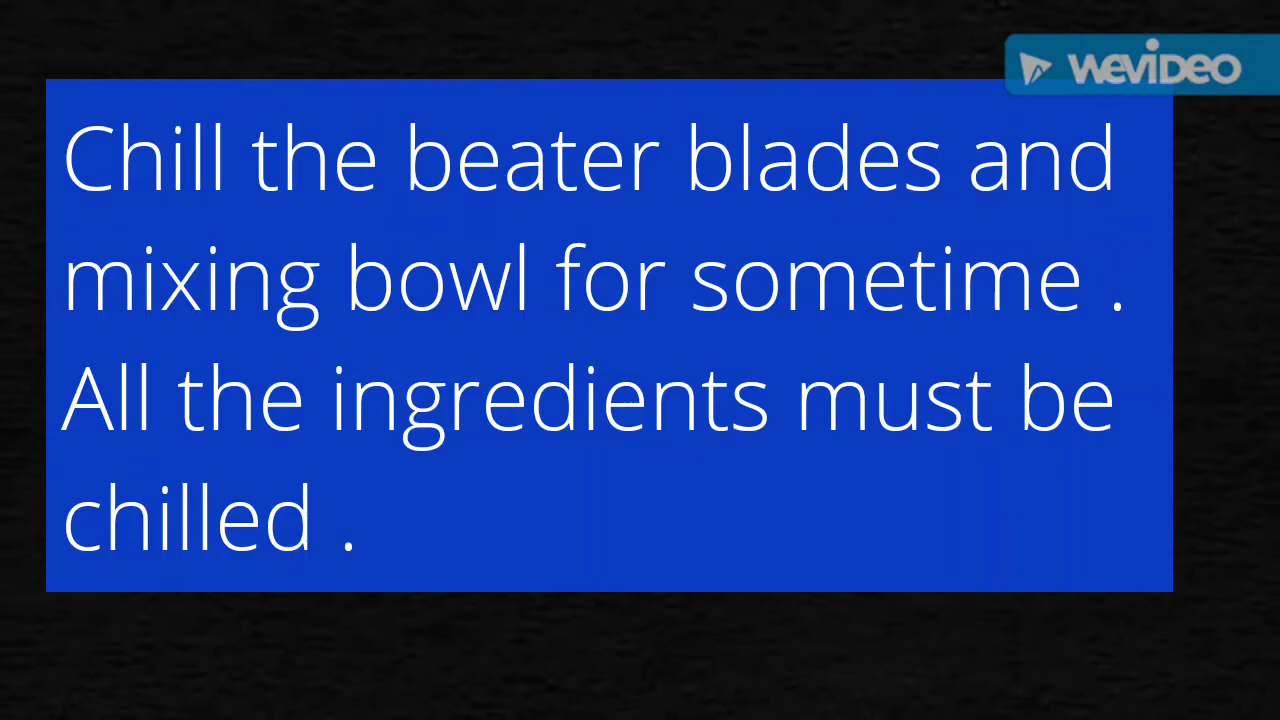 WEVIDEO
Chill the beater blades and
mixing bowl for sometime .
All the ingredients must be
chilled .